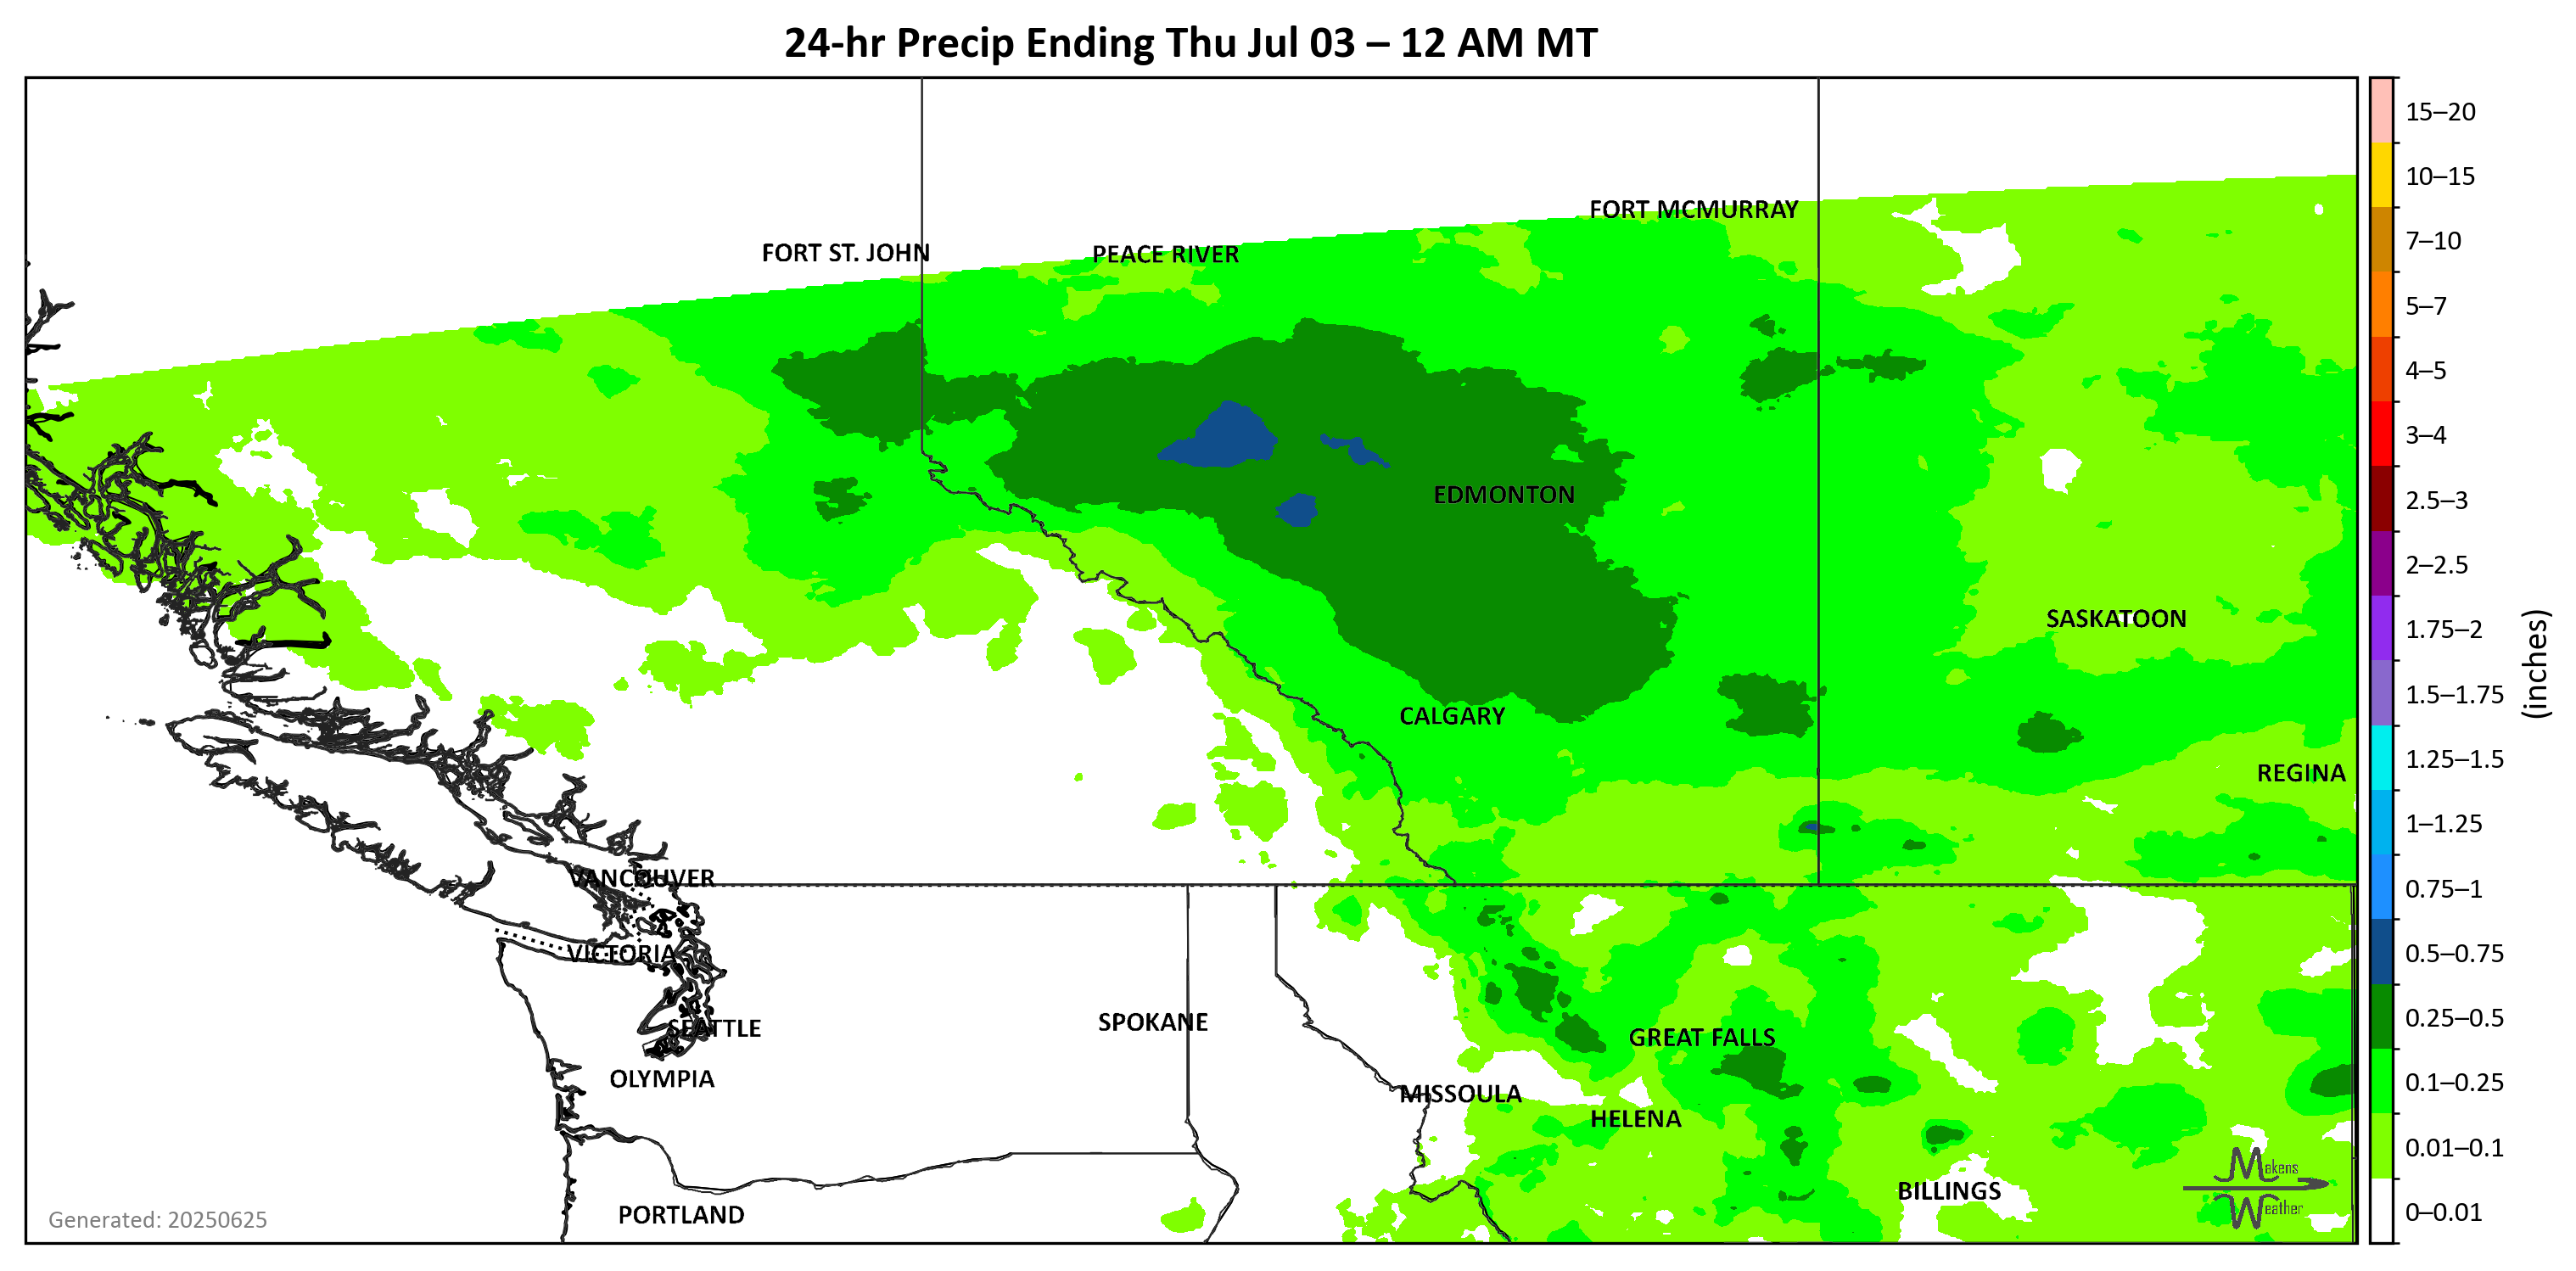 24-hr Precip Ending Thu Jul 03 – 12 AM MT
15–20
10–15
7–10
5–7
4–5
3–4
2.5–3
2–2.5
1.75–2
1.5–1.75
1.25–1.5
1–1.25
0.75–1
0.5–0.75
0.25–0.5
0.1–0.25
0.01–0.1
0–0.01
(inches)
FORT MCMURRAY
FORT ST. JOHN
PEACE RIVER
EDMONTON
SASKATOON
CALGARY
REGINA
VANCOUVER
VICTORIA
SPOKANE
SEATTLE
GREAT FALLS
OLYMPIA
MISSOULA
HELENA
BILLINGS
PORTLAND
Makens
Weather
Generated: 20250625